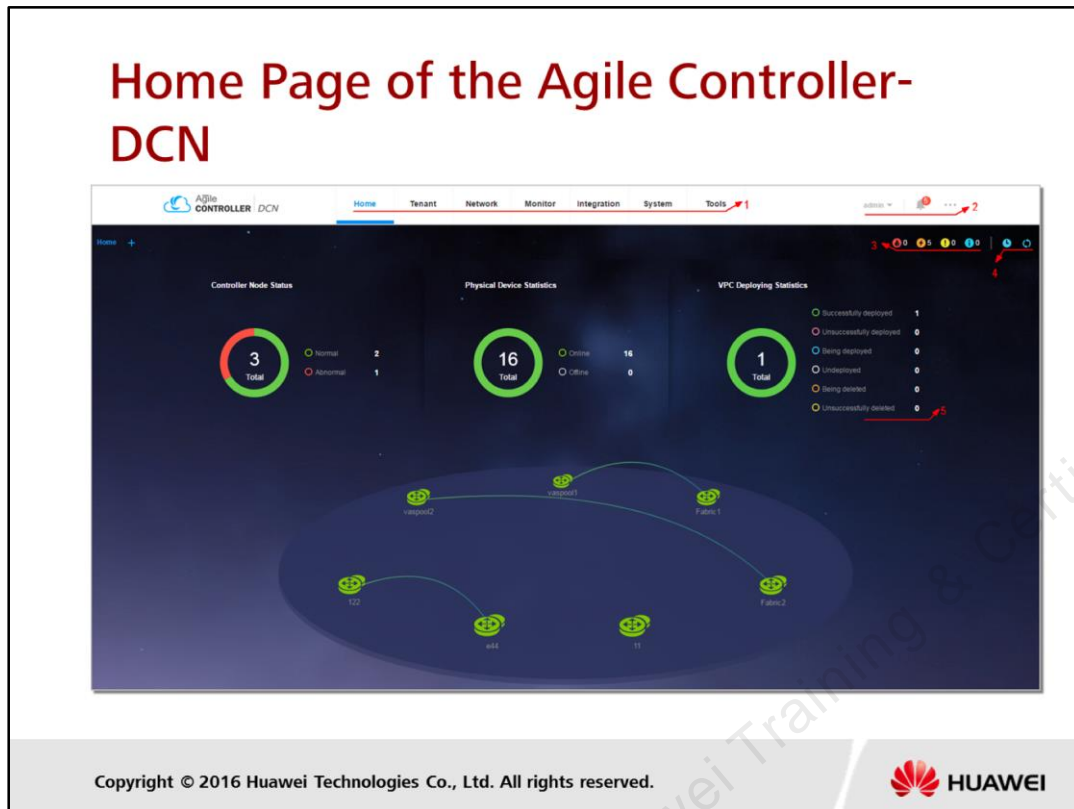 Home Page of the Agile Controller-
DCN
Agile
CONTROLLER DCN
Home Tenant Network Monitor Integration System Tools 1
admin 5 ... 2
Home +
3 0 5 0 0
4
Controller Node Status
Physical Device Statistics
VPC Deploying Statistics
3
Total
Normal 2
Abnormal 1
16
Total
Online 16
Offline 0
1
Total
Successfully deployed 1
Unsuccessfully deployed 0
Being deployed 0
Undeployed 0
Being deleted 0
Unsuccessfully deleted 0
5
vaspool3
vaspool2
Fabric1
122
Fabric2
e44
11
Copyright © 2016 Huawei Technologies Co., Ltd. All rights reserved.
HUAWEI